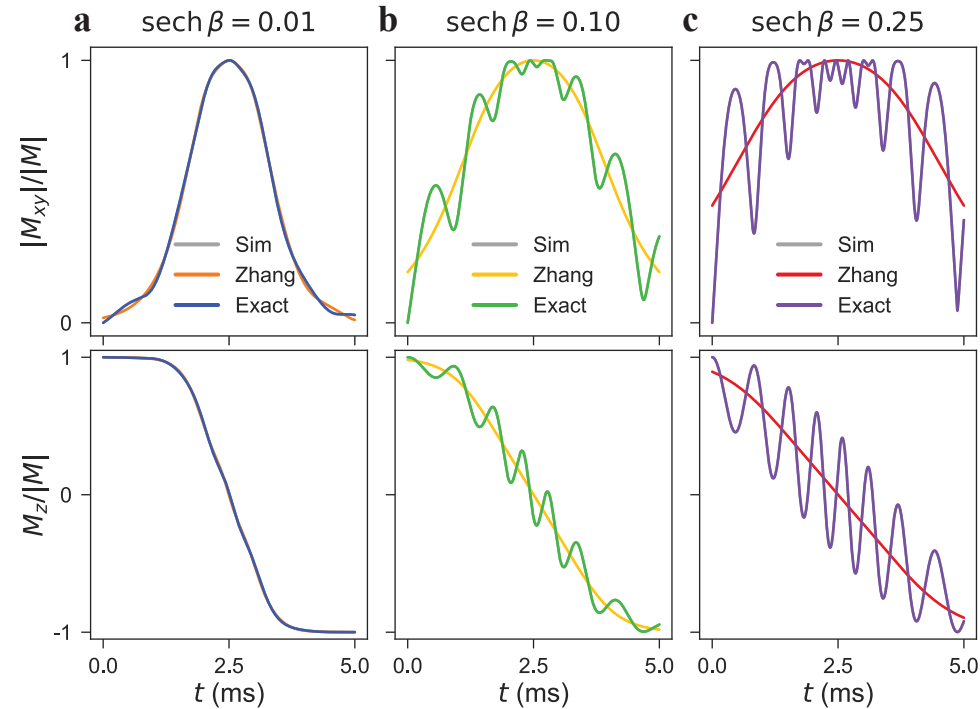 a sech β = 0.01
b sech β = 0.10
c sech β = 0.25
|Mxy|/|M|
1
0
Sim
Zhang
Exact
Sim
Zhang
Exact
Sim
Zhang
Exact
Mz/|M|
1
0
-1
0.0 2.5 5.0
t (ms)
0.0 2.5 5.0
t (ms)
0.0 2.5 5.0
t (ms)